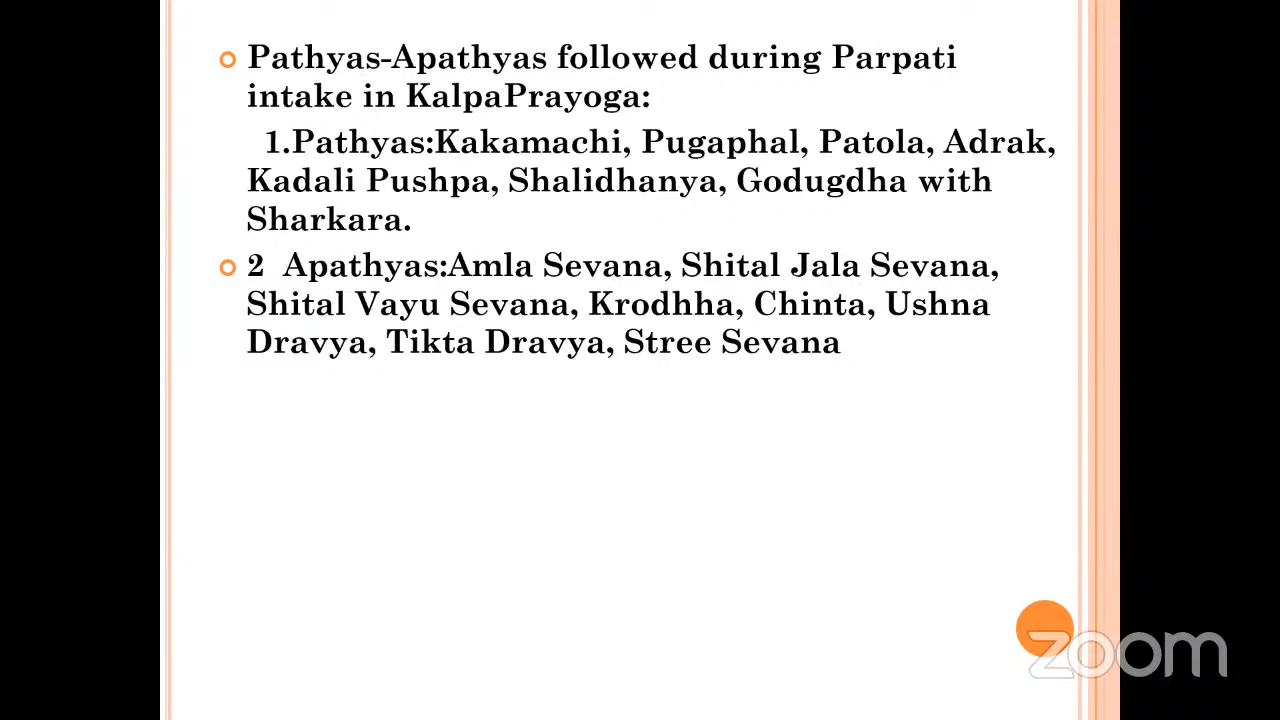 Pathyas-Apathyas followed during Parpati
intake in KalpaPrayoga:
1.Pathyas:Kakamachi, Pugaphal, Patola, Adrak,
Kadali Pushpa, Shalidhanya, Godugdha with
Sharkara.
2 Apathyas:Amla Sevana, Shital Jala Sevana,
Shital Vayu Sevana, Krodhha, Chinta, Ushna
Dravya, Tikta Dravya, Stree Sevana
zoom